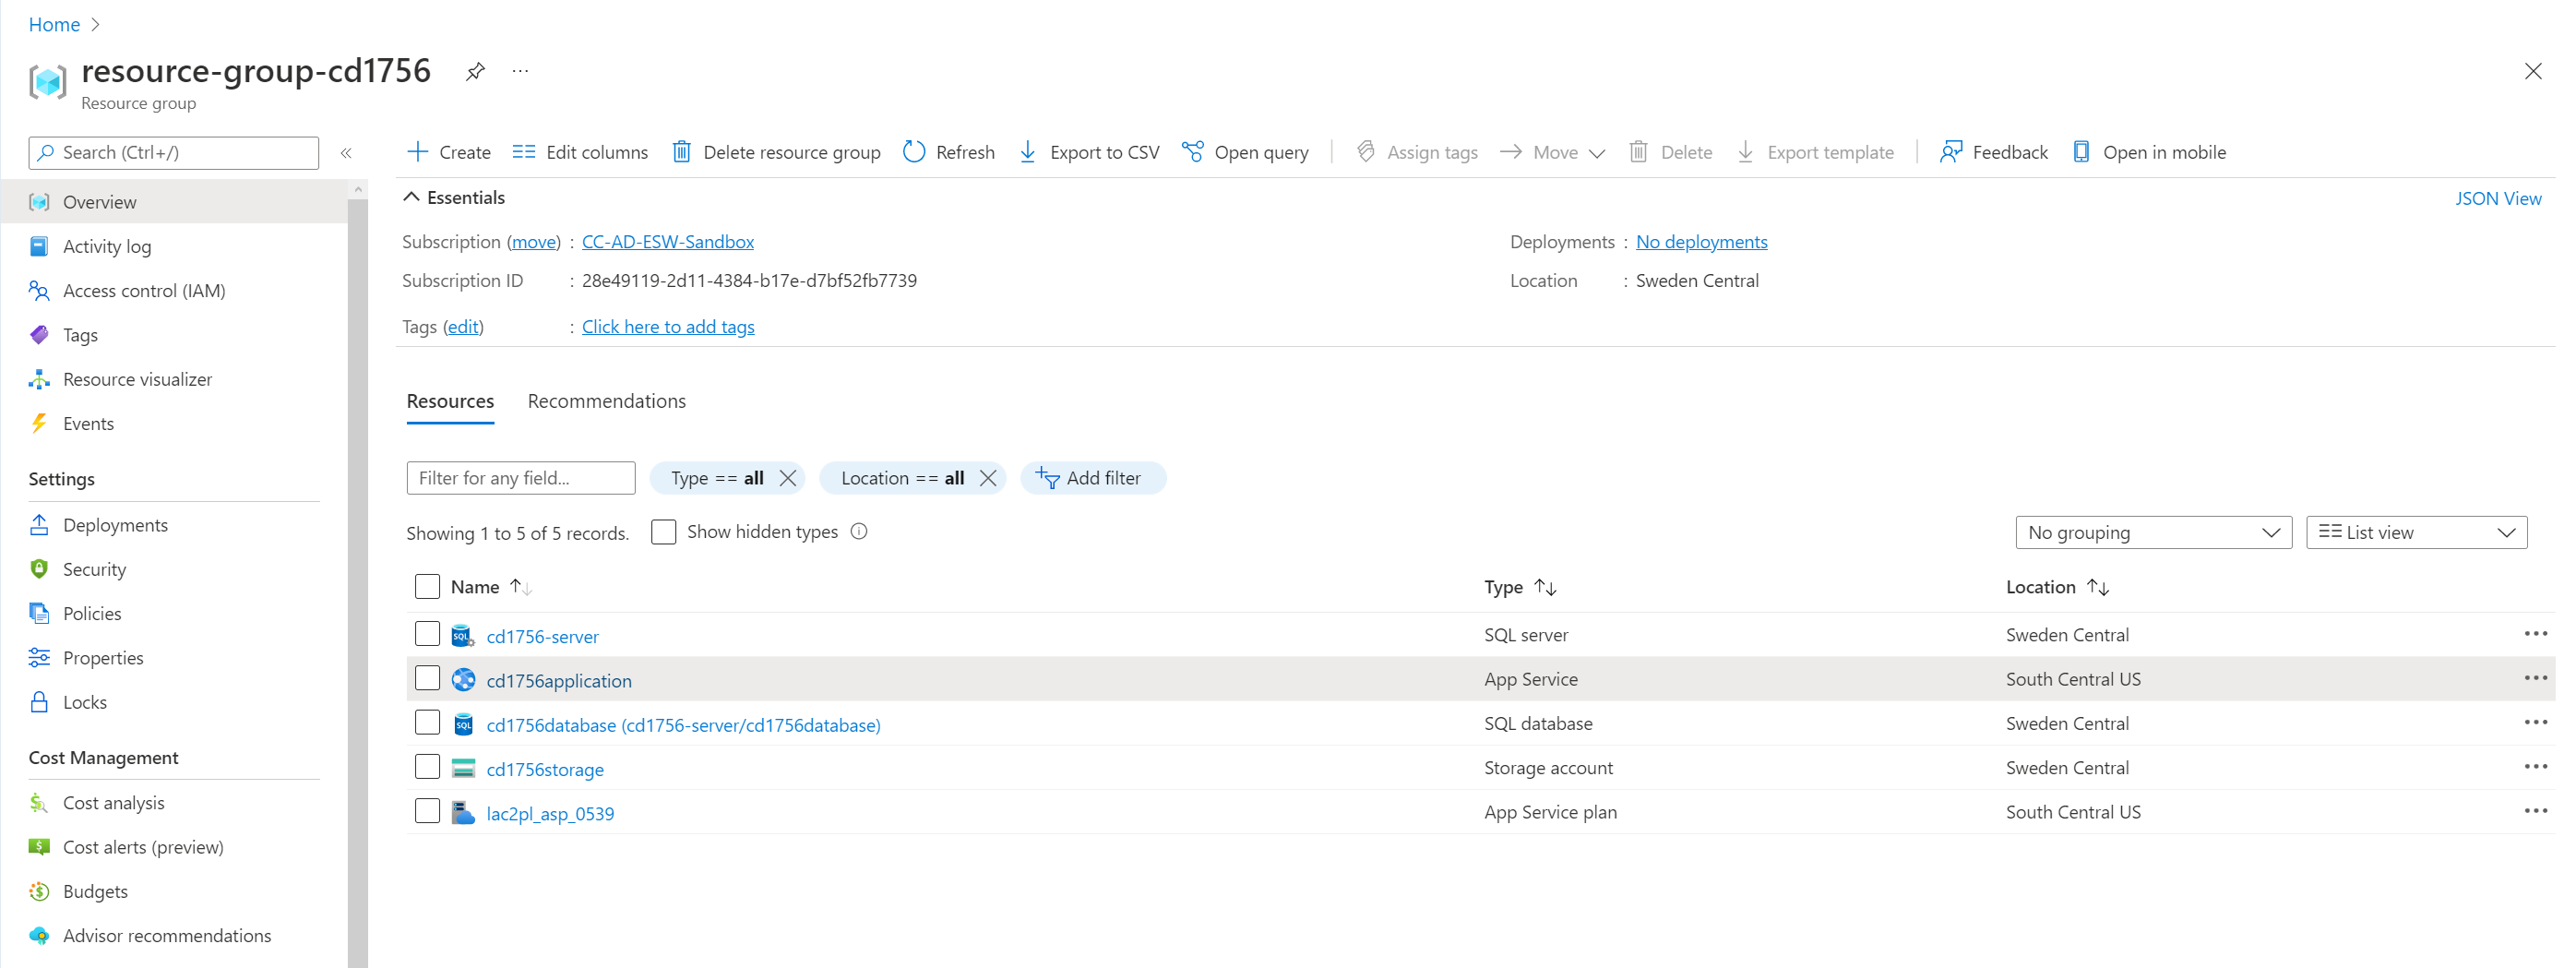 Home
resource-group-cd1756
Resource group
Search (Ctrl+/)
Overview
Activity log
Access control (IAM)
Tags
Resource visualizer
Events
Settings
Deployments
Security
Policies
Properties
Locks
Cost Management
Cost analysis
Cost alerts (preview)
Budgets
Advisor recommendations
Create Edit columns Delete resource group Refresh Export to CSV Open query Assign tags Move Delete Export template Feedback Open in mobile
Essentials JSON View
Subscription (move) : CC-AD-ESW-Sandbox Deployments : No deployments
Subscription ID : 28e49119-2d11-4384-b17e-d7bf52fb7739 Location : Sweden Central
Tags (edit) : Click here to add tags
Resources Recommendations
Filter for any field... Type == all Location == all Add filter
Showing 1 to 5 of 5 records. Show hidden types No grouping List view
Name Type Location
cd1756-server SQL server Sweden Central
cd1756application App Service South Central US
cd1756database (cd1756-server/cd1756database) SQL database Sweden Central
cd1756storage Storage account Sweden Central
lac2pl_asp_0539 App Service plan South Central US